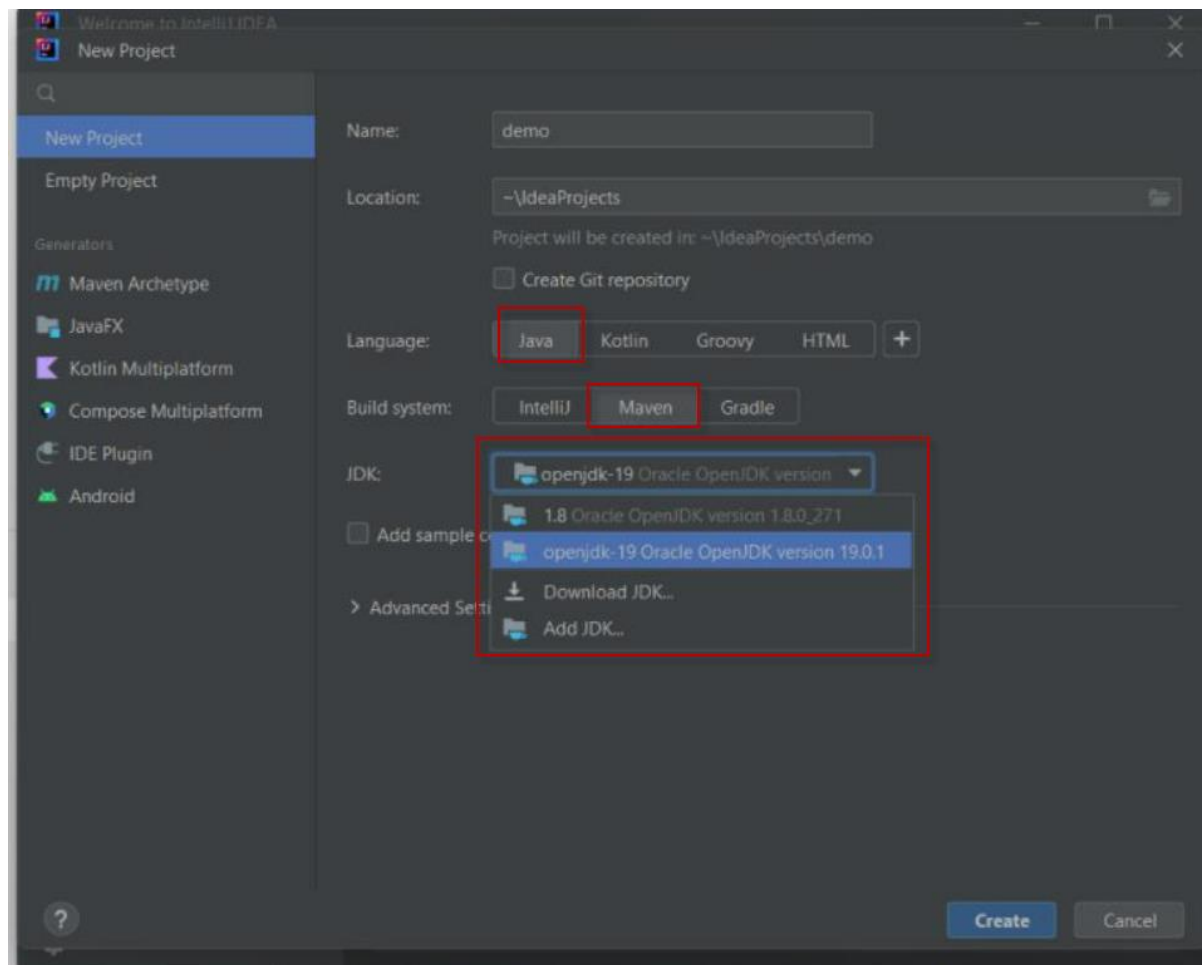 Welcome to IntelliJ IDEA
New Project
New Project
Empty Project
Generators
Maven Archetype
JavaFX
Kotlin Multiplatform
Compose Multiplatform
IDE Plugin
Android
Name: demo
Location: ~\IdeaProjects
Project will be created in: ~\IdeaProjects\demo
Create Git repository
Language: Java Kotlin Groovy HTML +
Build system: IntelliJ Maven Gradle
JDK: openjdk-19 Oracle OpenJDK version
1.8 Oracle OpenJDK version 1.8.0_271
Add sample
openjdk-19 Oracle OpenJDK version 19.0.1
Download JDK...
Advanced
Add JDK...
?
Create Cancel